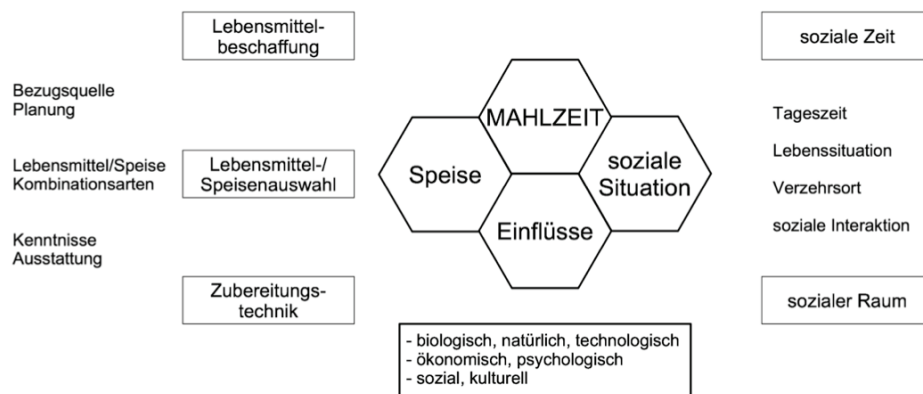 Lebensmittel-
beschaffung
soziale Zeit
Bezugsquelle
Planung
MAHLZEIT
Tageszeit
Lebensmittel/Speise
Kombinationsarten
Lebensmittel-/
Speisenauswahl
Speise
soziale
Situation
Lebenssituation
Verzehrsort
soziale Interaktion
Kenntnisse
Ausstattung
Einflüsse
Zubereitungs-
technik
sozialer Raum
- biologisch, natürlich, technologisch
- ökonomisch, psychologisch
- sozial, kulturell